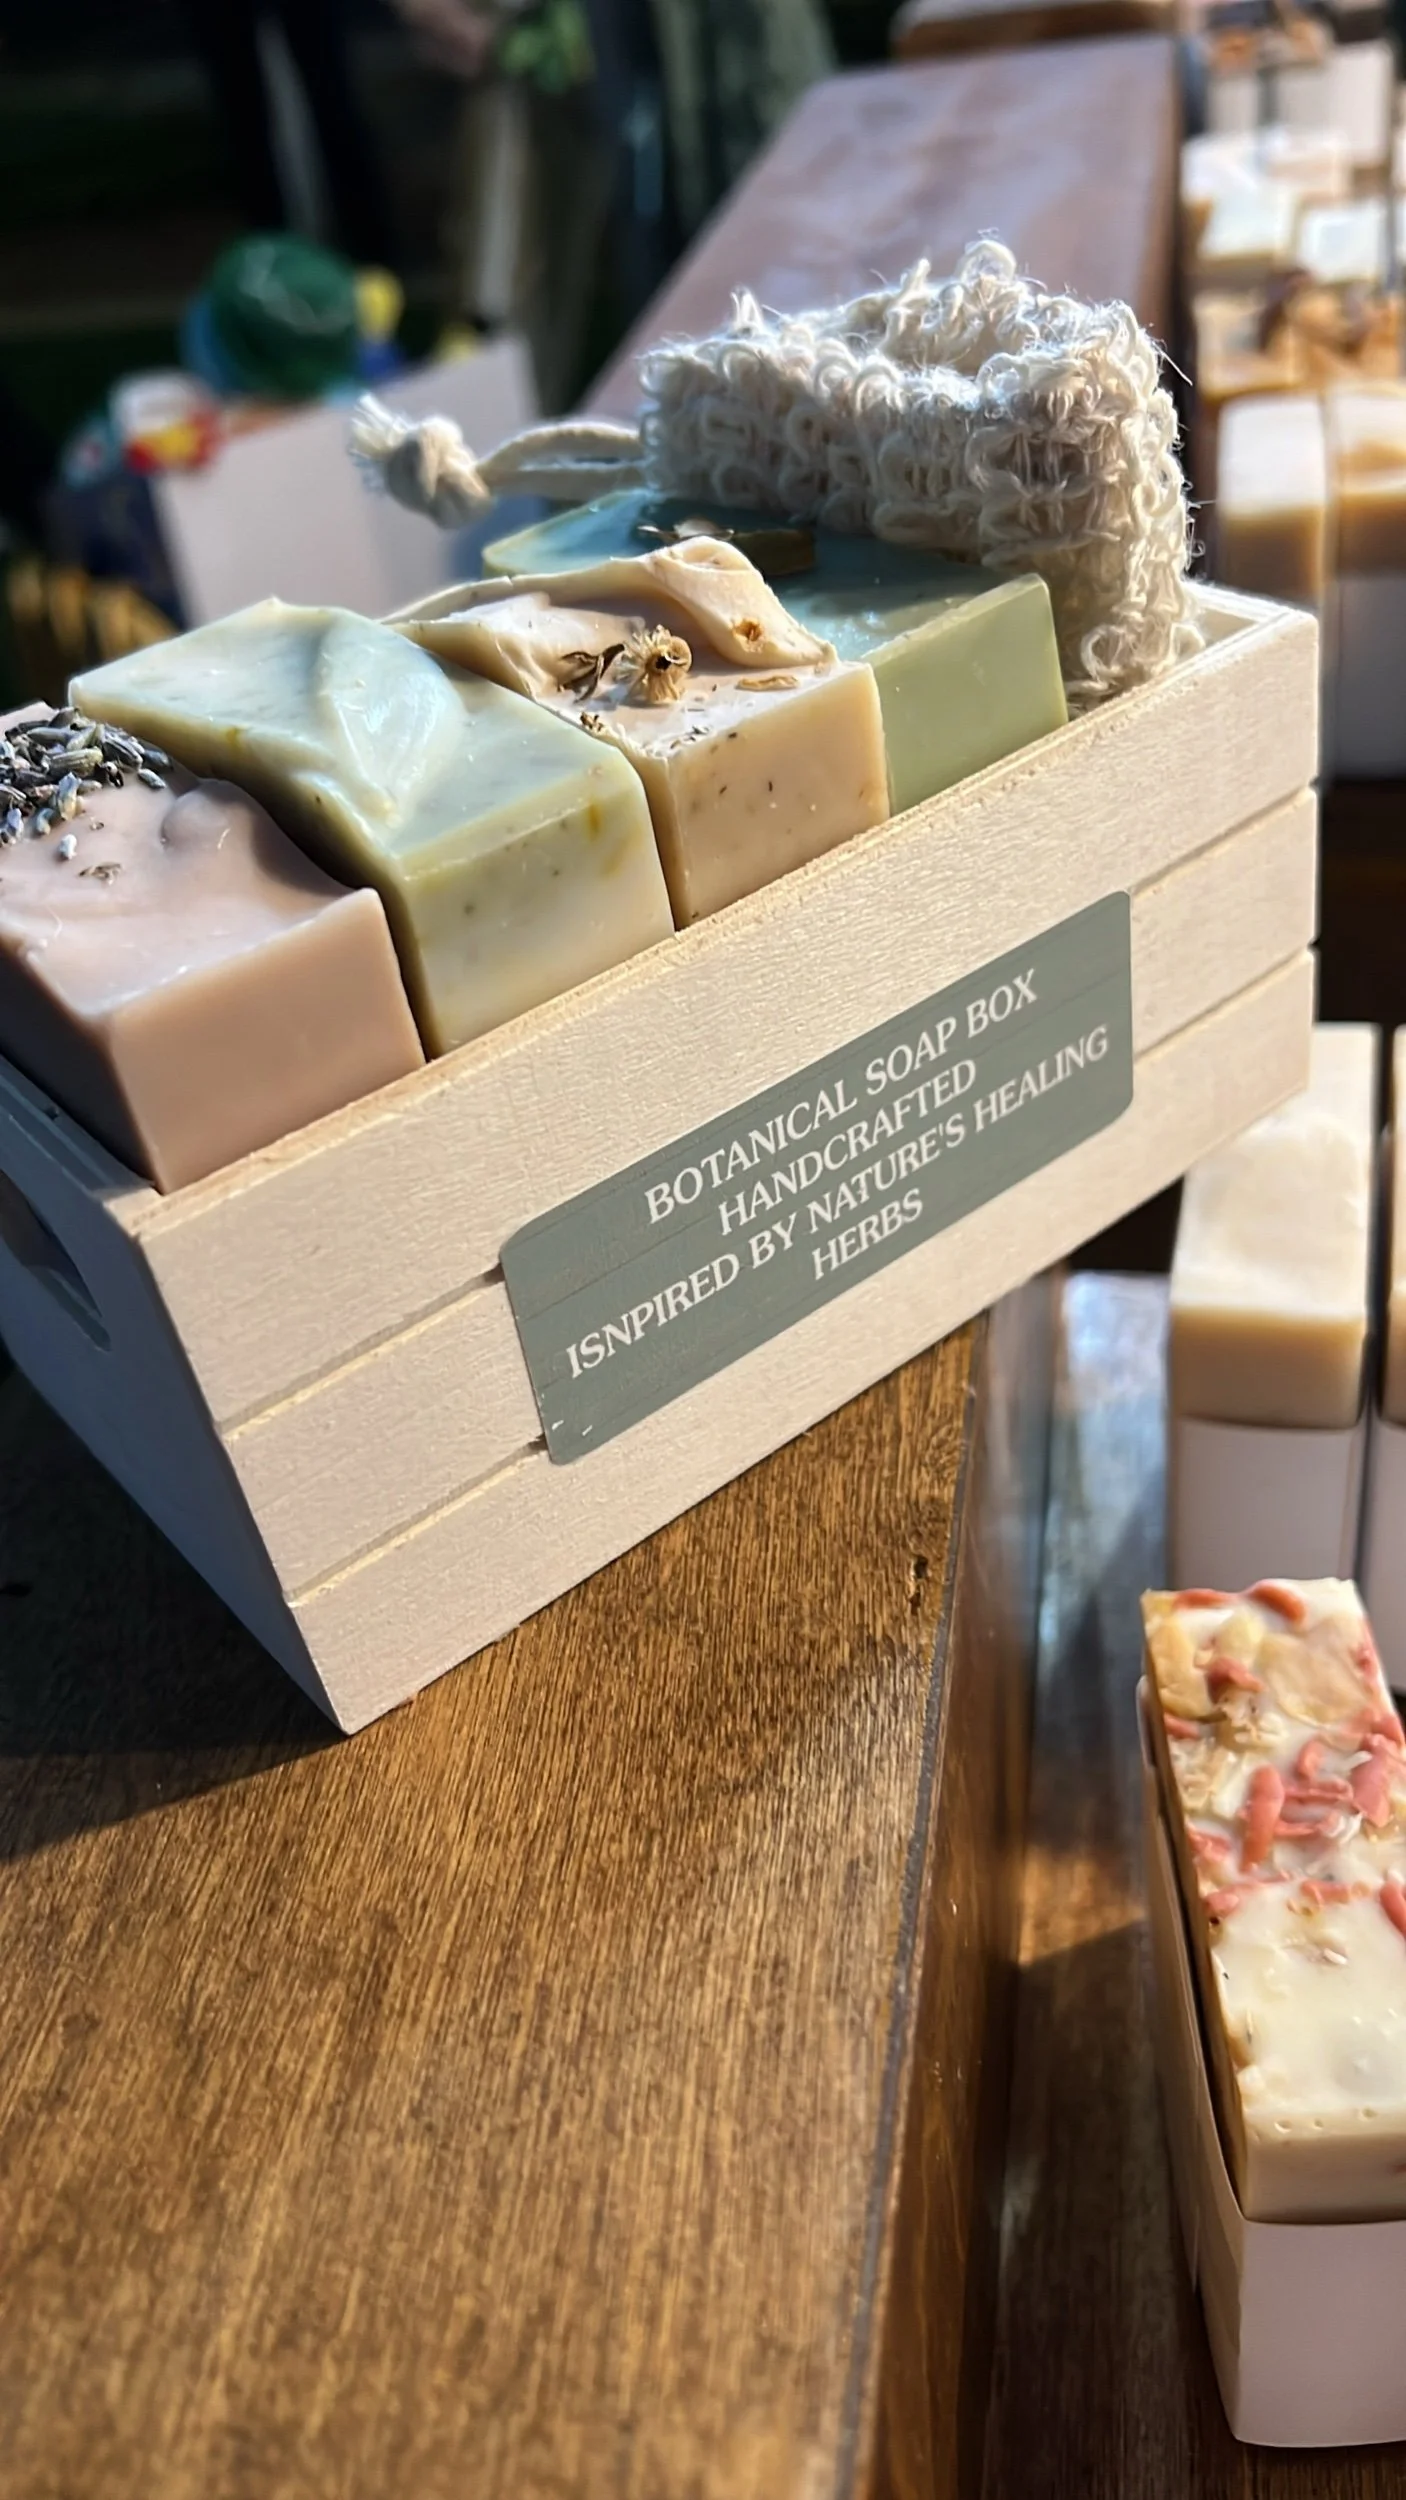 BOTANICAL SOAP BOX
HANDCRAFTED
ISNPIRED BY NATURE'S HEALING
HERBS